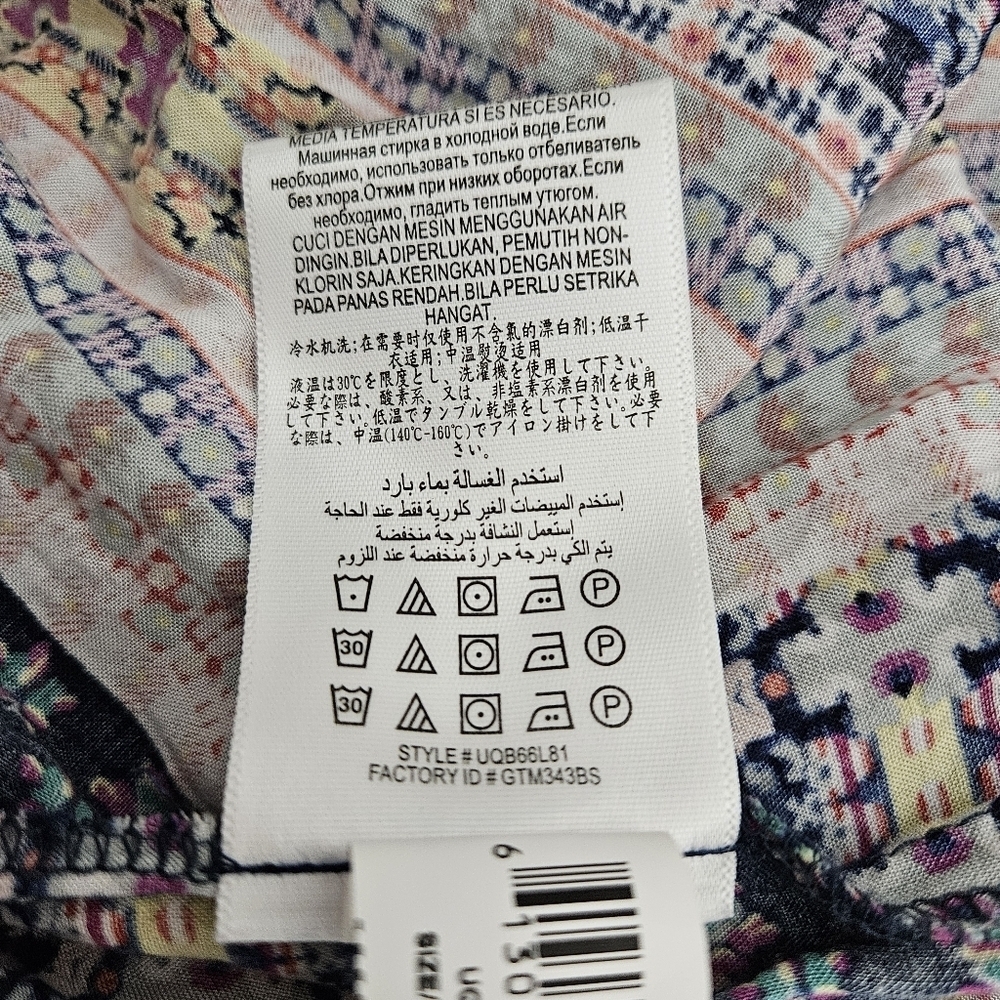 MEDIA TEMPERATURA SI ES NECESARIO.
Машинная стирка в холодной воде.Если
необходимо, использовать только отбеливатель
без хлора.Отжим при низких оборотах.Если
необходимо, гладить теплым утюгом.
CUCI DENGAN MESIN MENGGUNAKAN AIR
DINGIN.BILA DIPERLUKAN, PEMUTIH NON-
KLORIN SAJA.KERINGKAN DENGAN MESIN
PADA PANAS RENDAH.BILA PERLU SETRIKA
HANGAT.
冷水机洗;在需要时仅使用不含氯的漂白剂;低温干
衣适用;中温熨烫适用
液温は30℃を限度とし、洗濯機を使用して下さい。
必要な際は、酸素系、又は、非塩素系漂白剤を使用
して下さい。低温でタンブル乾燥をして下さい。必要
な際は、中温(140℃-160℃)でアイロン掛けをして下
さい。
استخدم الغسالة بماء بارد
إستخدم المبيضات الغير كلورية فقط عند الحاجة
إستعمل النشافة بدرجة منخفضة
يتم الكي بدرجة حرارة منخفضة عند اللزوم
P
30 P
30 P
STYLE # UQB66L81
FACTORY ID # GTM343BS
6 130
UQ
SIZE/